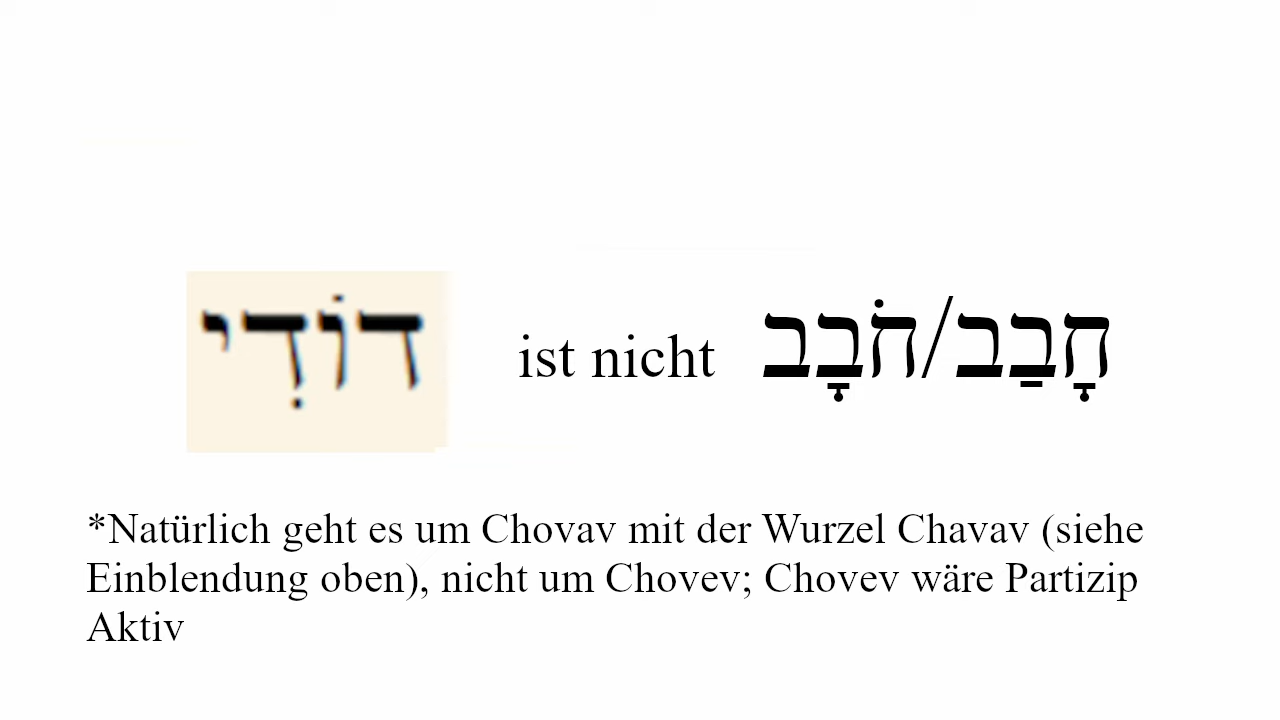 דוֹדִי ist nicht חָבַב/חֹבָב
*Natürlich geht es um Chovav mit der Wurzel Chavav (siehe
Einblendung oben), nicht um Chovev; Chovev wäre Partizip
Aktiv